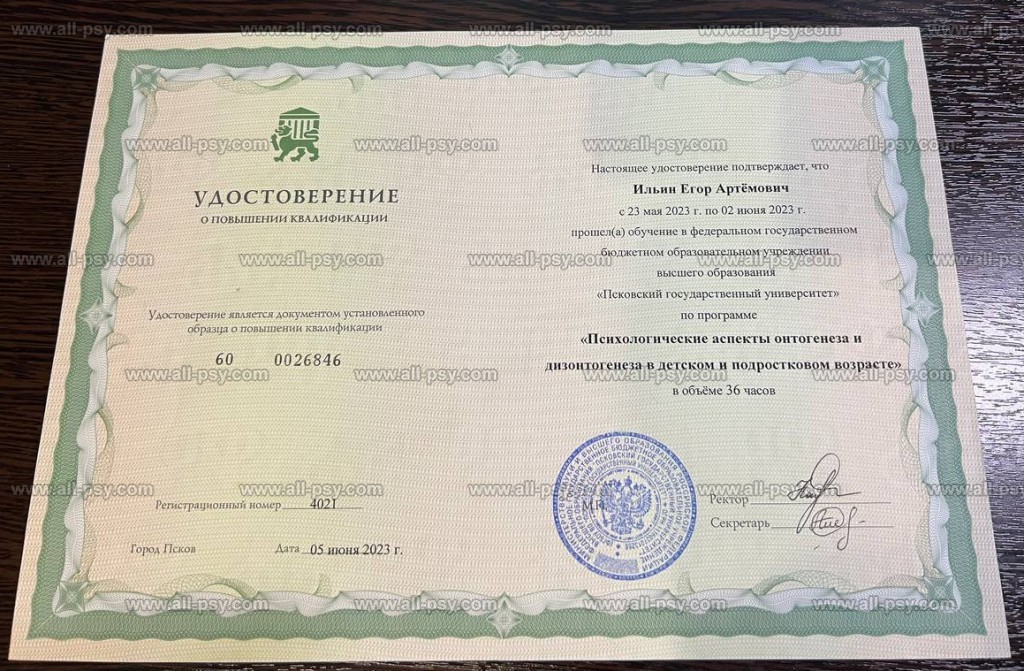 УДОСТОВЕРЕНИЕ
О ПОВЫШЕНИИ КВАЛИФИКАЦИИ
Удостоверение является документом установленного
образца о повышении квалификации
60 0026846
Регистрационный номер 4021
Город Псков Дата 05 июня 2023 г.
Настоящее удостоверение подтверждает, что
Ильин Егор Артёмович
с 23 мая 2023 г. по 02 июня 2023 г.
прошел(а) обучение в федеральном государственном
бюджетном образовательном учреждении
высшего образования
«Псковский государственный университет»
по программе
«Психологические аспекты онтогенеза и
дизонтогенеза в детском и подростковом возрасте»
в объёме 36 часов
М.П.
Ректор
Секретарь
www.all-psy.com